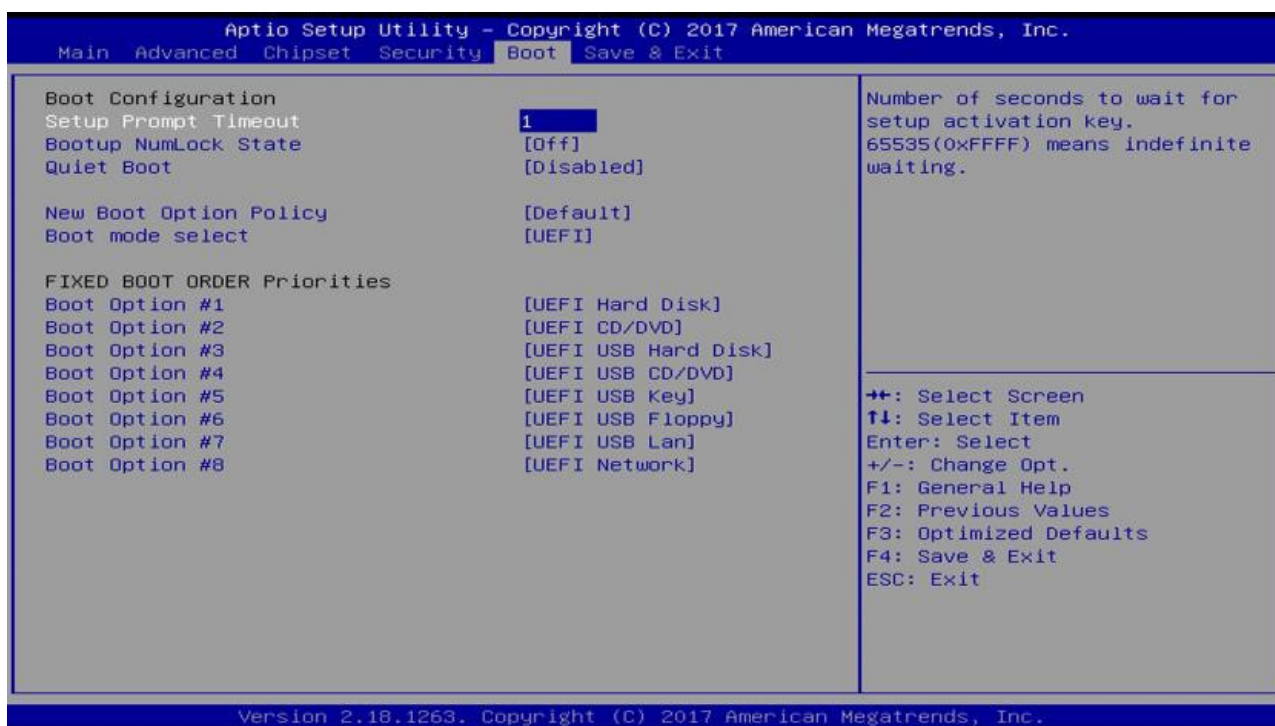 Aptio Setup Utility – Copyright (C) 2017 American Megatrends, Inc.
Main Advanced Chipset Security Boot Save & Exit
Boot Configuration
Setup Prompt Timeout 1
Bootup NumLock State [Off]
Quiet Boot [Disabled]
New Boot Option Policy [Default]
Boot mode select [UEFI]
FIXED BOOT ORDER Priorities
Boot Option #1 [UEFI Hard Disk]
Boot Option #2 [UEFI CD/DVD]
Boot Option #3 [UEFI USB Hard Disk]
Boot Option #4 [UEFI USB CD/DVD]
Boot Option #5 [UEFI USB Key]
Boot Option #6 [UEFI USB Floppy]
Boot Option #7 [UEFI USB Lan]
Boot Option #8 [UEFI Network]
Number of seconds to wait for
setup activation key.
65535(0xFFFF) means indefinite
waiting.
→←: Select Screen
↑↓: Select Item
Enter: Select
+/-: Change Opt.
F1: General Help
F2: Previous Values
F3: Optimized Defaults
F4: Save & Exit
ESC: Exit
Version 2.18.1263. Copyright (C) 2017 American Megatrends, Inc.